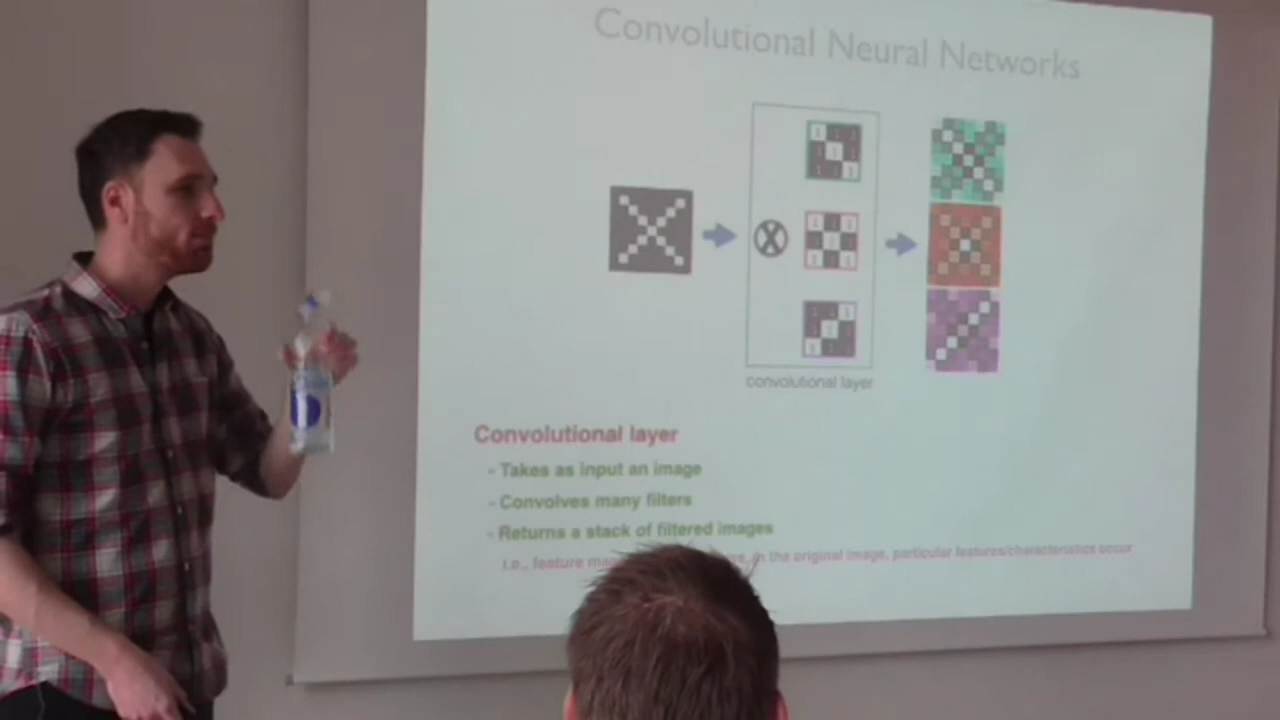 Convolutional Neural Networks
convolutional layer
Convolutional layer
- Takes as input an image
- Convolves many filters
- Returns a stack of filtered images
i.e., feature in the original image, particular features/characteristics occur